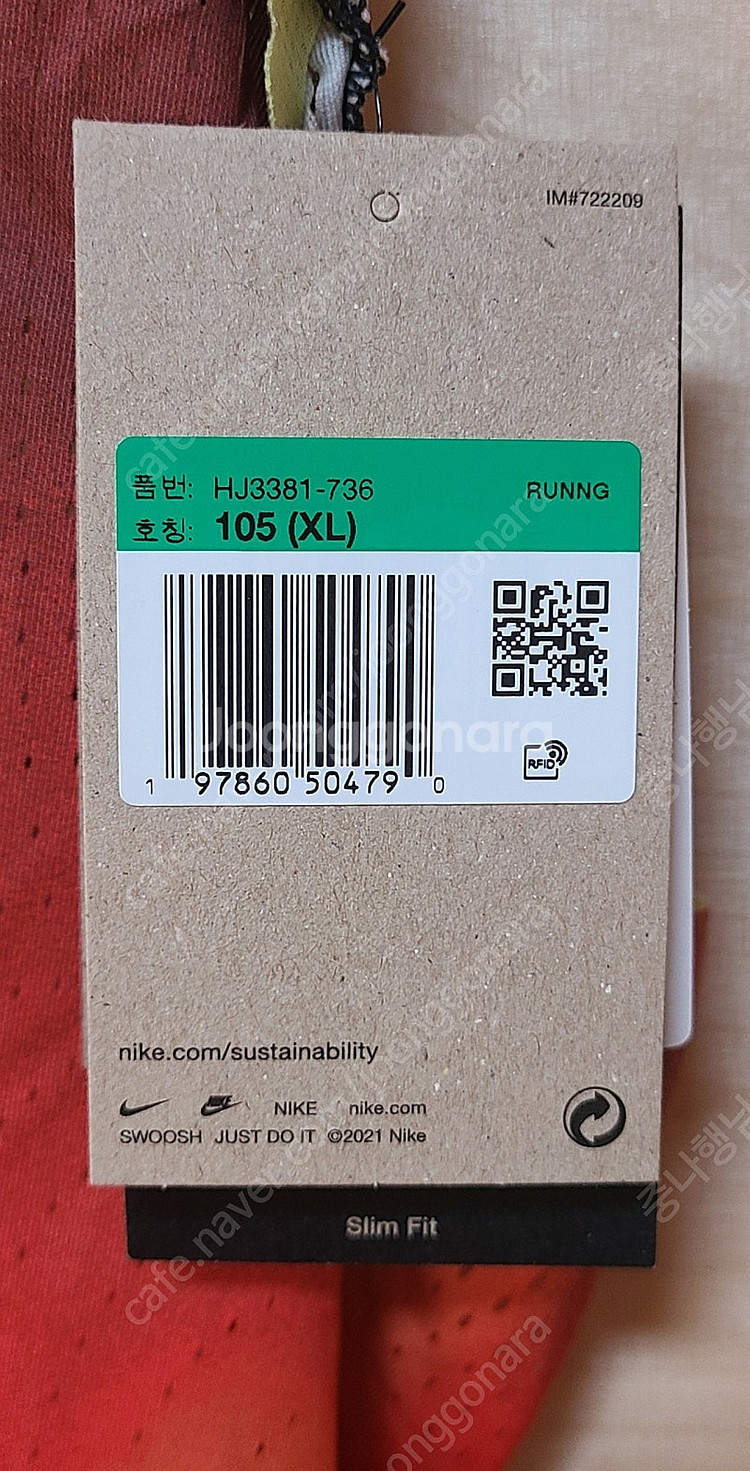 IM#722209
품번: HJ3381-736 RUNNG
호칭: 105 (XL)
Joonggonara
RFID
1 97860 50479 0
nike.com/sustainability
NIKE nike.com
SWOOSH JUST DO IT ©2021 Nike
Slim Fit